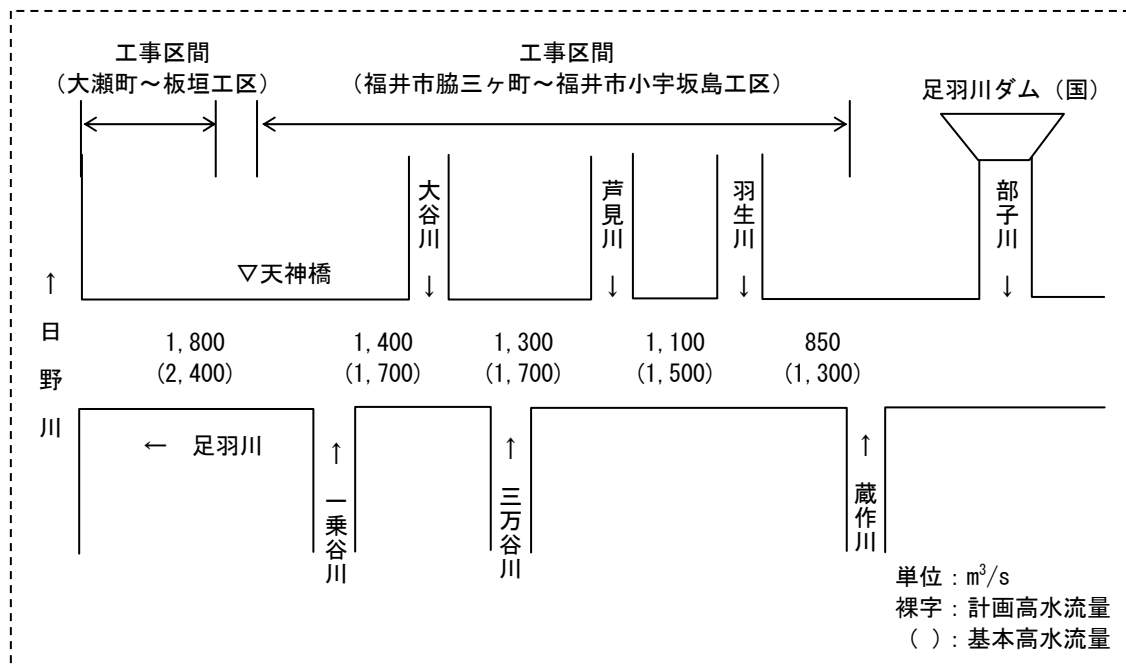 工事区間
（大瀬町～板垣工区）
工事区間
（福井市脇三ヶ町～福井市小宇坂島工区）
足羽川ダム（国）
大谷川
↓
芦見川
↓
羽生川
↓
部子川
↓
▽天神橋
↑
日野川
1,800
(2,400)
1,400
(1,700)
1,300
(1,700)
1,100
(1,500)
850
(1,300)
← 足羽川
↑
一乗谷川
↑
三万谷川
↑
蔵作川
単位：m³/s
裸字：計画高水流量
（ ）：基本高水流量